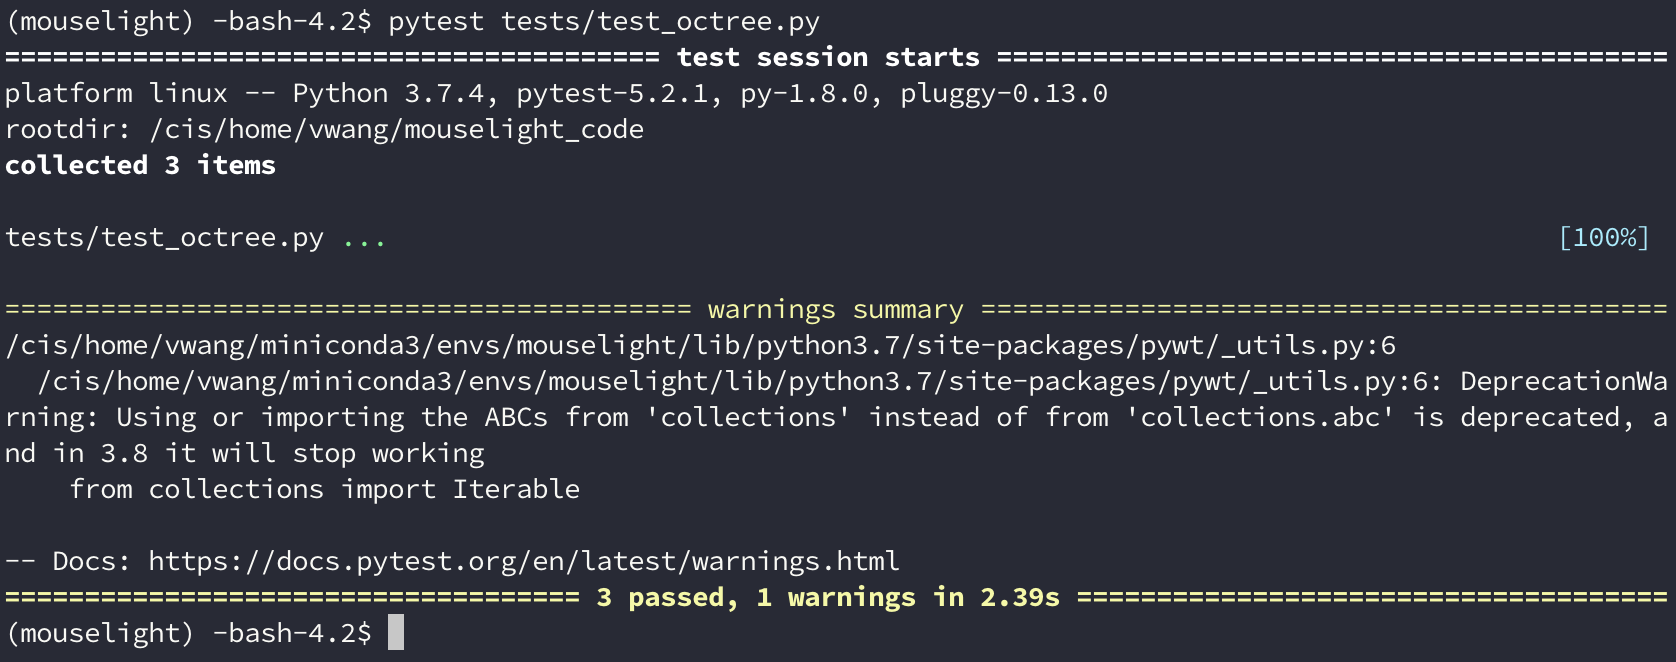 (mouselight) -bash-4.2$ pytest tests/test_octree.py
========================================= test session starts ==========================================
platform linux -- Python 3.7.4, pytest-5.2.1, py-1.8.0, pluggy-0.13.0
rootdir: /cis/home/vwang/mouselight_code
collected 3 items
tests/test_octree.py ... [100%]
=========================================== warnings summary ===========================================
/cis/home/vwang/miniconda3/envs/mouselight/lib/python3.7/site-packages/pywt/_utils.py:6
/cis/home/vwang/miniconda3/envs/mouselight/lib/python3.7/site-packages/pywt/_utils.py:6: DeprecationWa
rning: Using or importing the ABCs from 'collections' instead of from 'collections.abc' is deprecated, a
nd in 3.8 it will stop working
from collections import Iterable
-- Docs: https://docs.pytest.org/en/latest/warnings.html
==================================== 3 passed, 1 warnings in 2.39s =====================================
(mouselight) -bash-4.2$